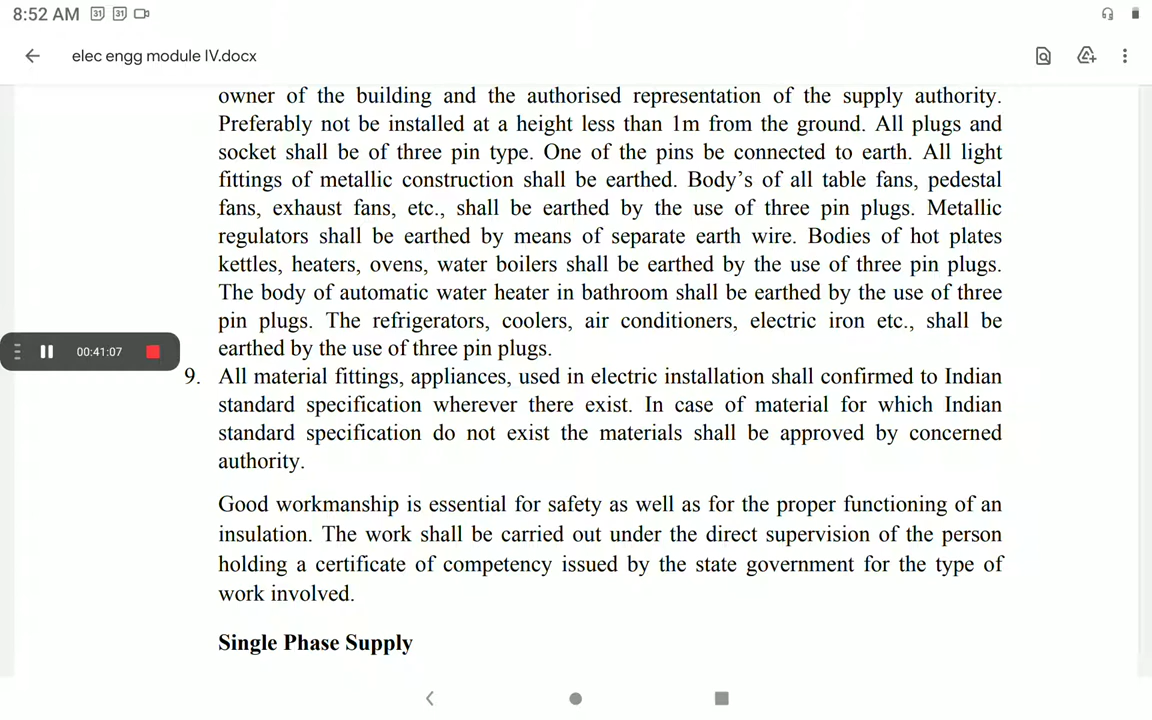 8:52 AM 31 31
elec engg module IV.docx
owner of the building and the authorised representation of the supply authority.
Preferably not be installed at a height less than 1m from the ground. All plugs and
socket shall be of three pin type. One of the pins be connected to earth. All light
fittings of metallic construction shall be earthed. Body’s of all table fans, pedestal
fans, exhaust fans, etc., shall be earthed by the use of three pin plugs. Metallic
regulators shall be earthed by means of separate earth wire. Bodies of hot plates
kettles, heaters, ovens, water boilers shall be earthed by the use of three pin plugs.
The body of automatic water heater in bathroom shall be earthed by the use of three
pin plugs. The refrigerators, coolers, air conditioners, electric iron etc., shall be
earthed by the use of three pin plugs.
00:41:07
9. All material fittings, appliances, used in electric installation shall confirmed to Indian
standard specification wherever there exist. In case of material for which Indian
standard specification do not exist the materials shall be approved by concerned
authority.
Good workmanship is essential for safety as well as for the proper functioning of an
insulation. The work shall be carried out under the direct supervision of the person
holding a certificate of competency issued by the state government for the type of
work involved.
Single Phase Supply